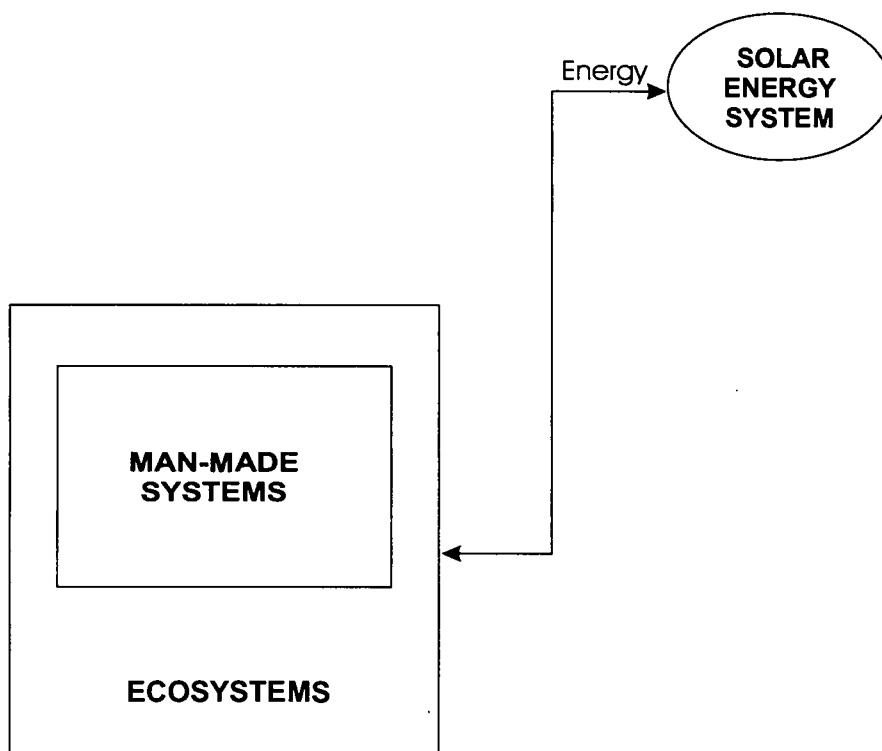 Energy
SOLAR
ENERGY
SYSTEM
MAN-MADE
SYSTEMS
ECOSYSTEMS